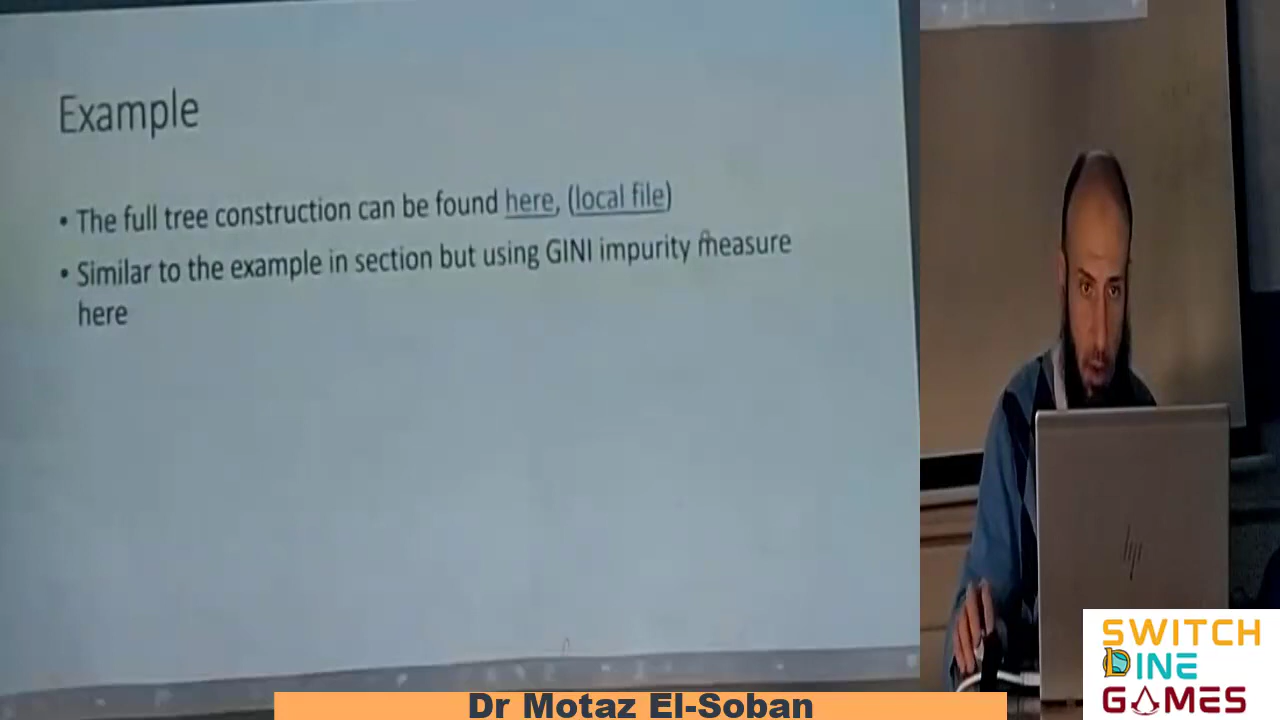 Example
• The full tree construction can be found here, (local file)
• Similar to the example in section but using GINI impurity measure
here
hp
Dr Motaz El-Soban
SWITCH
DINE
GAMES